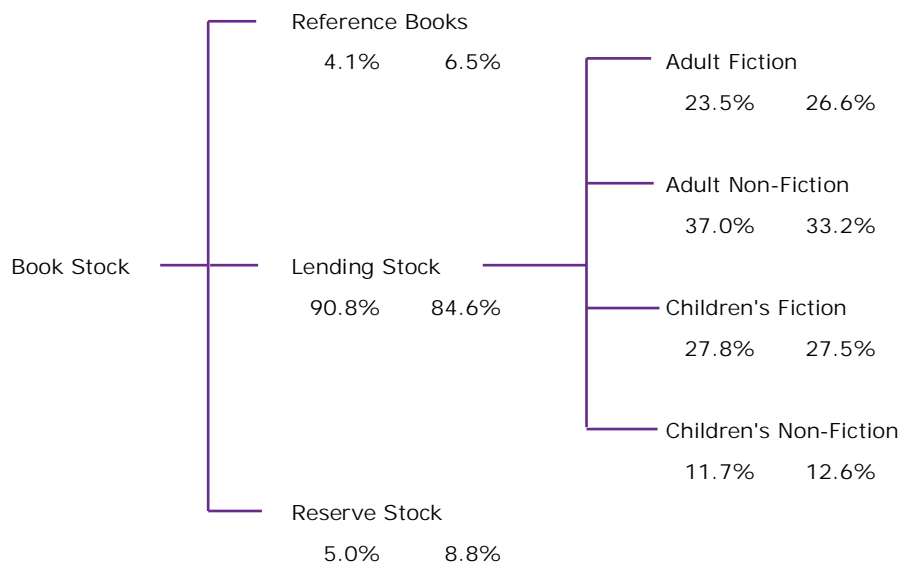 Reference Books
4.1% 6.5%
Adult Fiction
23.5% 26.6%
Adult Non-Fiction
37.0% 33.2%
Book Stock
Lending Stock
90.8% 84.6%
Children's Fiction
27.8% 27.5%
Children's Non-Fiction
11.7% 12.6%
Reserve Stock
5.0% 8.8%